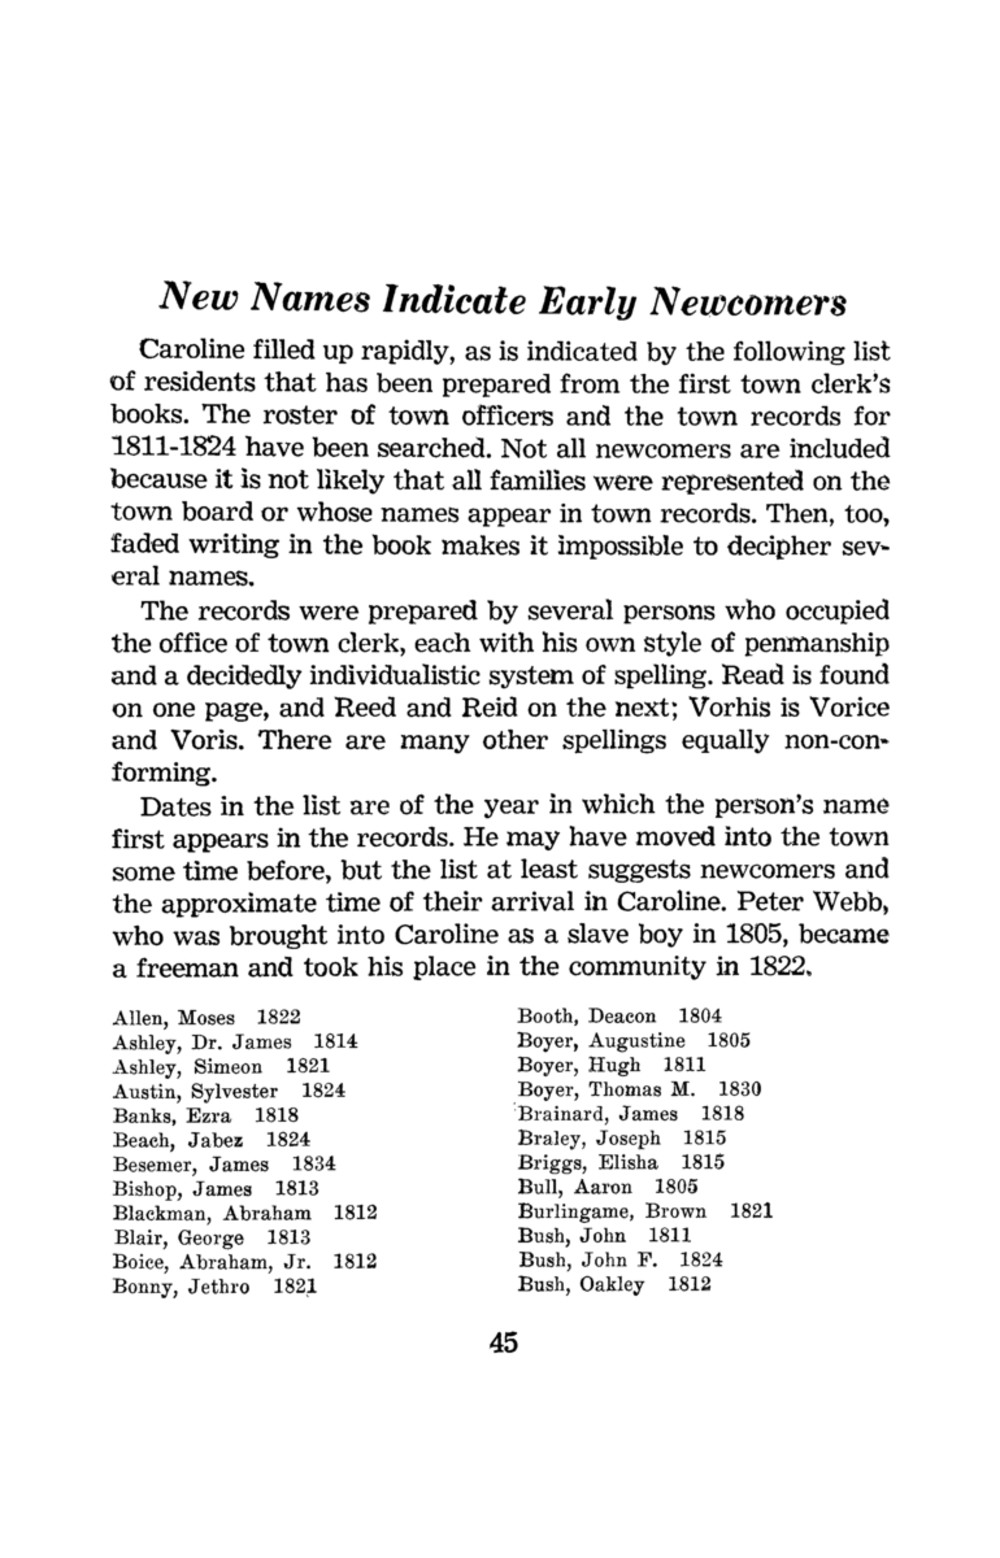 New Names Indicate Early Newcomers
Caroline filled up rapidly, as is indicated by the following list
of residents that has been prepared from the first town clerk's
books. The roster of town officers and the town records for
1811-1824 have been searched. Not all newcomers are included
because it is not likely that all families were represented on the
town board or whose names appear in town records. Then, too,
faded writing in the book makes it impossible to decipher sev-
eral names.
The records were prepared by several persons who occupied
the office of town clerk, each with his own style of penmanship
and a decidedly individualistic system of spelling. Read is found
on one page, and Reed and Reid on the next; Vorhis is Vorice
and Voris. There are many other spellings equally non-con-
forming.
Dates in the list are of the year in which the person's name
first appears in the records. He may have moved into the town
some time before, but the list at least suggests newcomers and
the approximate time of their arrival in Caroline. Peter Webb,
who was brought into Caroline as a slave boy in 1805, became
a freeman and took his place in the community in 1822.
Allen, Moses 1822
Ashley, Dr. James 1814
Ashley, Simeon 1821
Austin, Sylvester 1824
Banks, Ezra 1818
Beach, Jabez 1824
Besemer, James 1834
Bishop, James 1813
Blackman, Abraham 1812
Blair, George 1813
Boice, Abraham, Jr. 1812
Bonny, Jethro 1821
Booth, Deacon 1804
Boyer, Augustine 1805
Boyer, Hugh 1811
Boyer, Thomas M. 1830
Brainard, James 1818
Braley, Joseph 1815
Briggs, Elisha 1815
Bull, Aaron 1805
Burlingame, Brown 1821
Bush, John 1811
Bush, John F. 1824
Bush, Oakley 1812
45